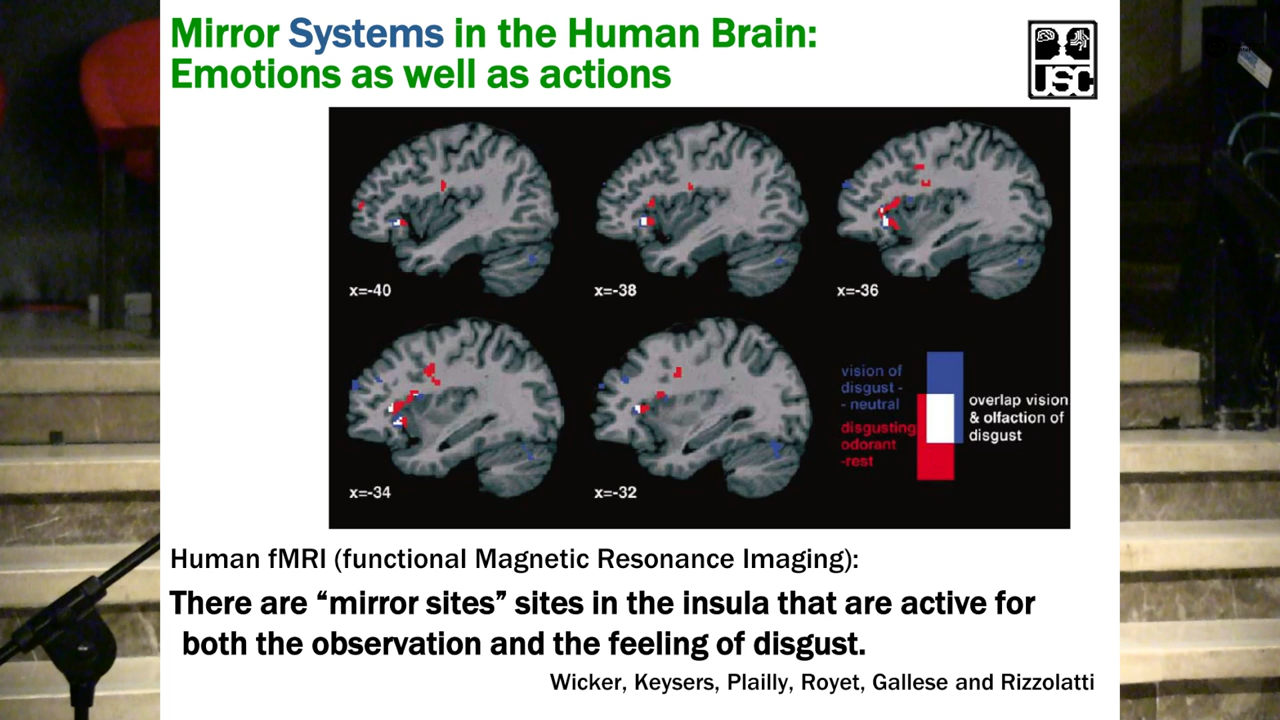 Mirror Systems in the Human Brain:
Emotions as well as actions
USC
x=-40
x=-38
x=-36
x=-34
x=-32
vision of
disgust -
- neutral
disgusting
odorant
-rest
overlap vision
& olfaction of
disgust
Human fMRI (functional Magnetic Resonance Imaging):
There are “mirror sites” sites in the insula that are active for
both the observation and the feeling of disgust.
Wicker, Keysers, Plailly, Royet, Gallese and Rizzolatti